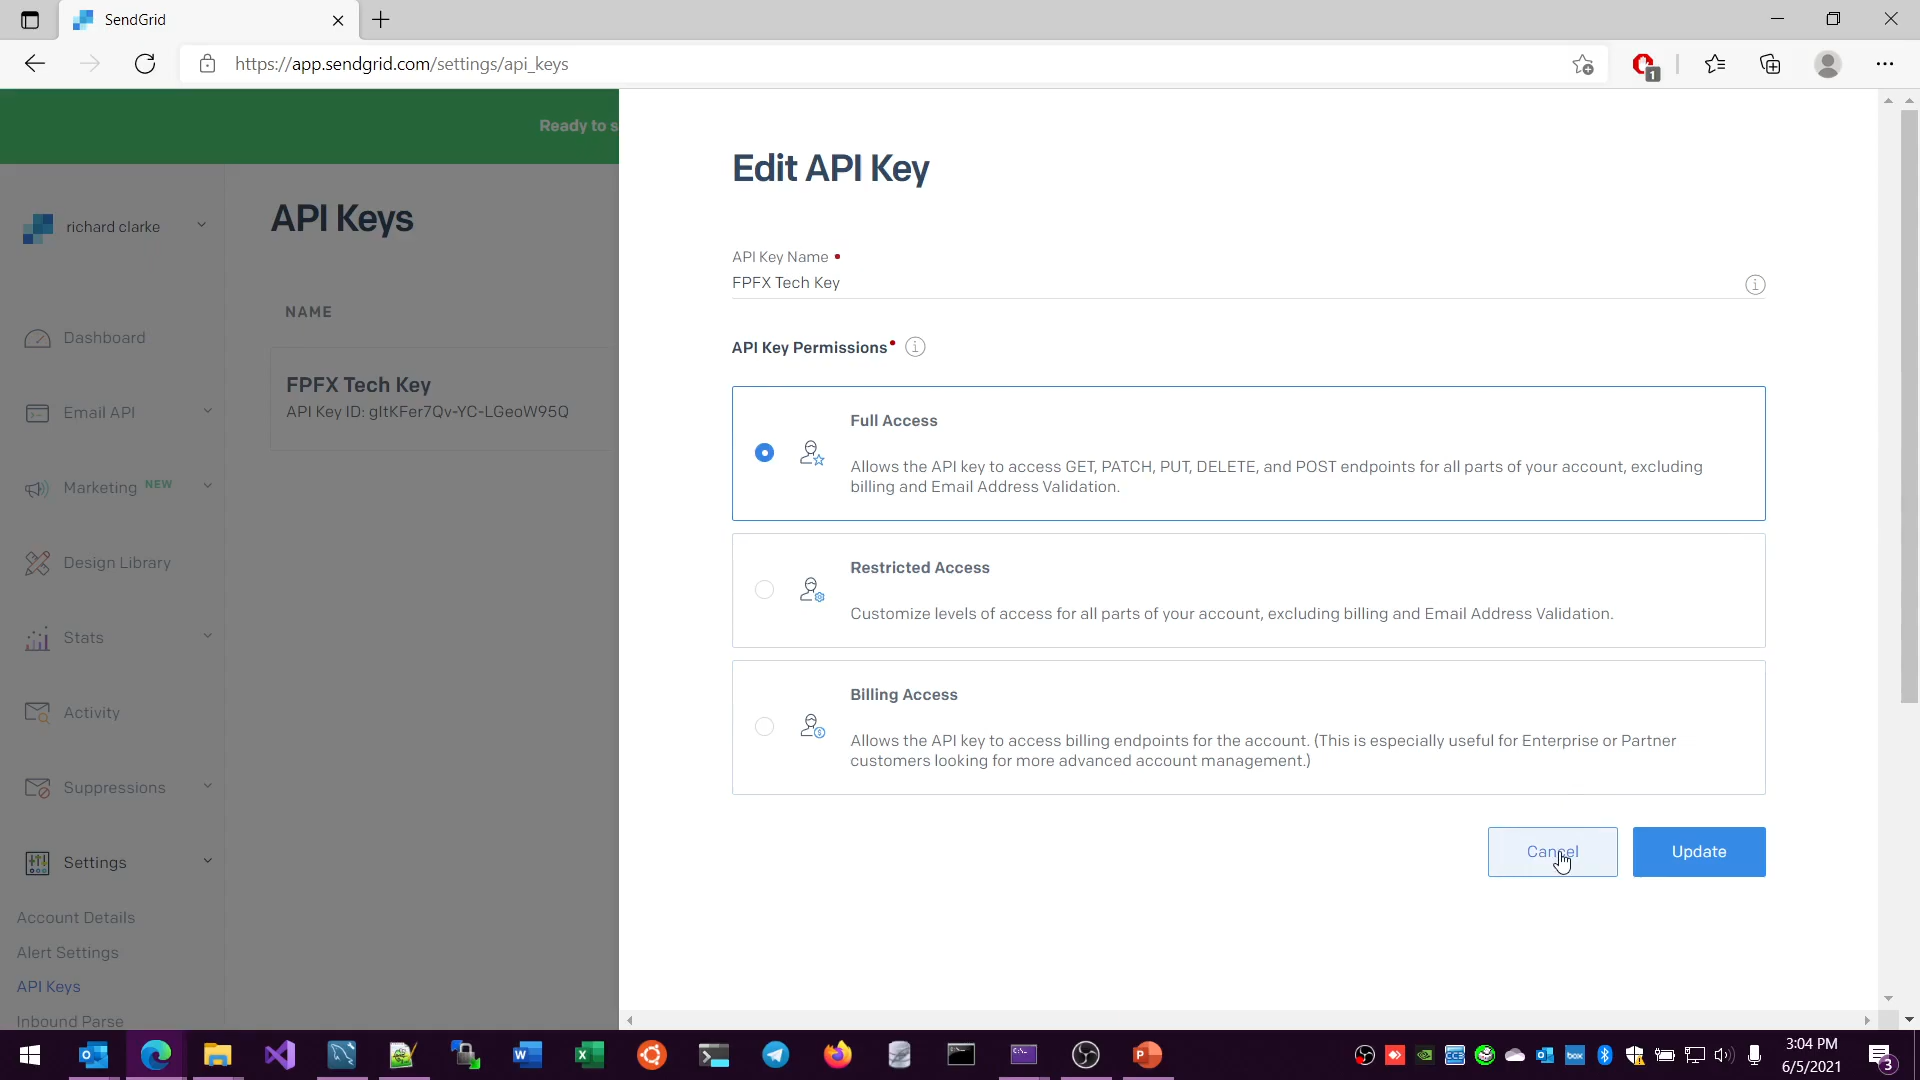 SendGrid
https://app.sendgrid.com/settings/api_keys
1
Ready to s
richard clarke
Dashboard
Email API
Marketing NEW
Design Library
Stats
Activity
Suppressions
Settings
Account Details
Alert Settings
API Keys
Inbound Parse
API Keys
NAME
FPFX Tech Key
API Key ID: gItKFer7Qv-YC-LGeoW95Q
Edit API Key
API Key Name •
FPFX Tech Key
API Key Permissions•
Full Access
Allows the API key to access GET, PATCH, PUT, DELETE, and POST endpoints for all parts of your account, excluding
billing and Email Address Validation.
Restricted Access
Customize levels of access for all parts of your account, excluding billing and Email Address Validation.
Billing Access
Allows the API key to access billing endpoints for the account. (This is especially useful for Enterprise or Partner
customers looking for more advanced account management.)
Cancel
Update
box
3:04 PM
6/5/2021
3